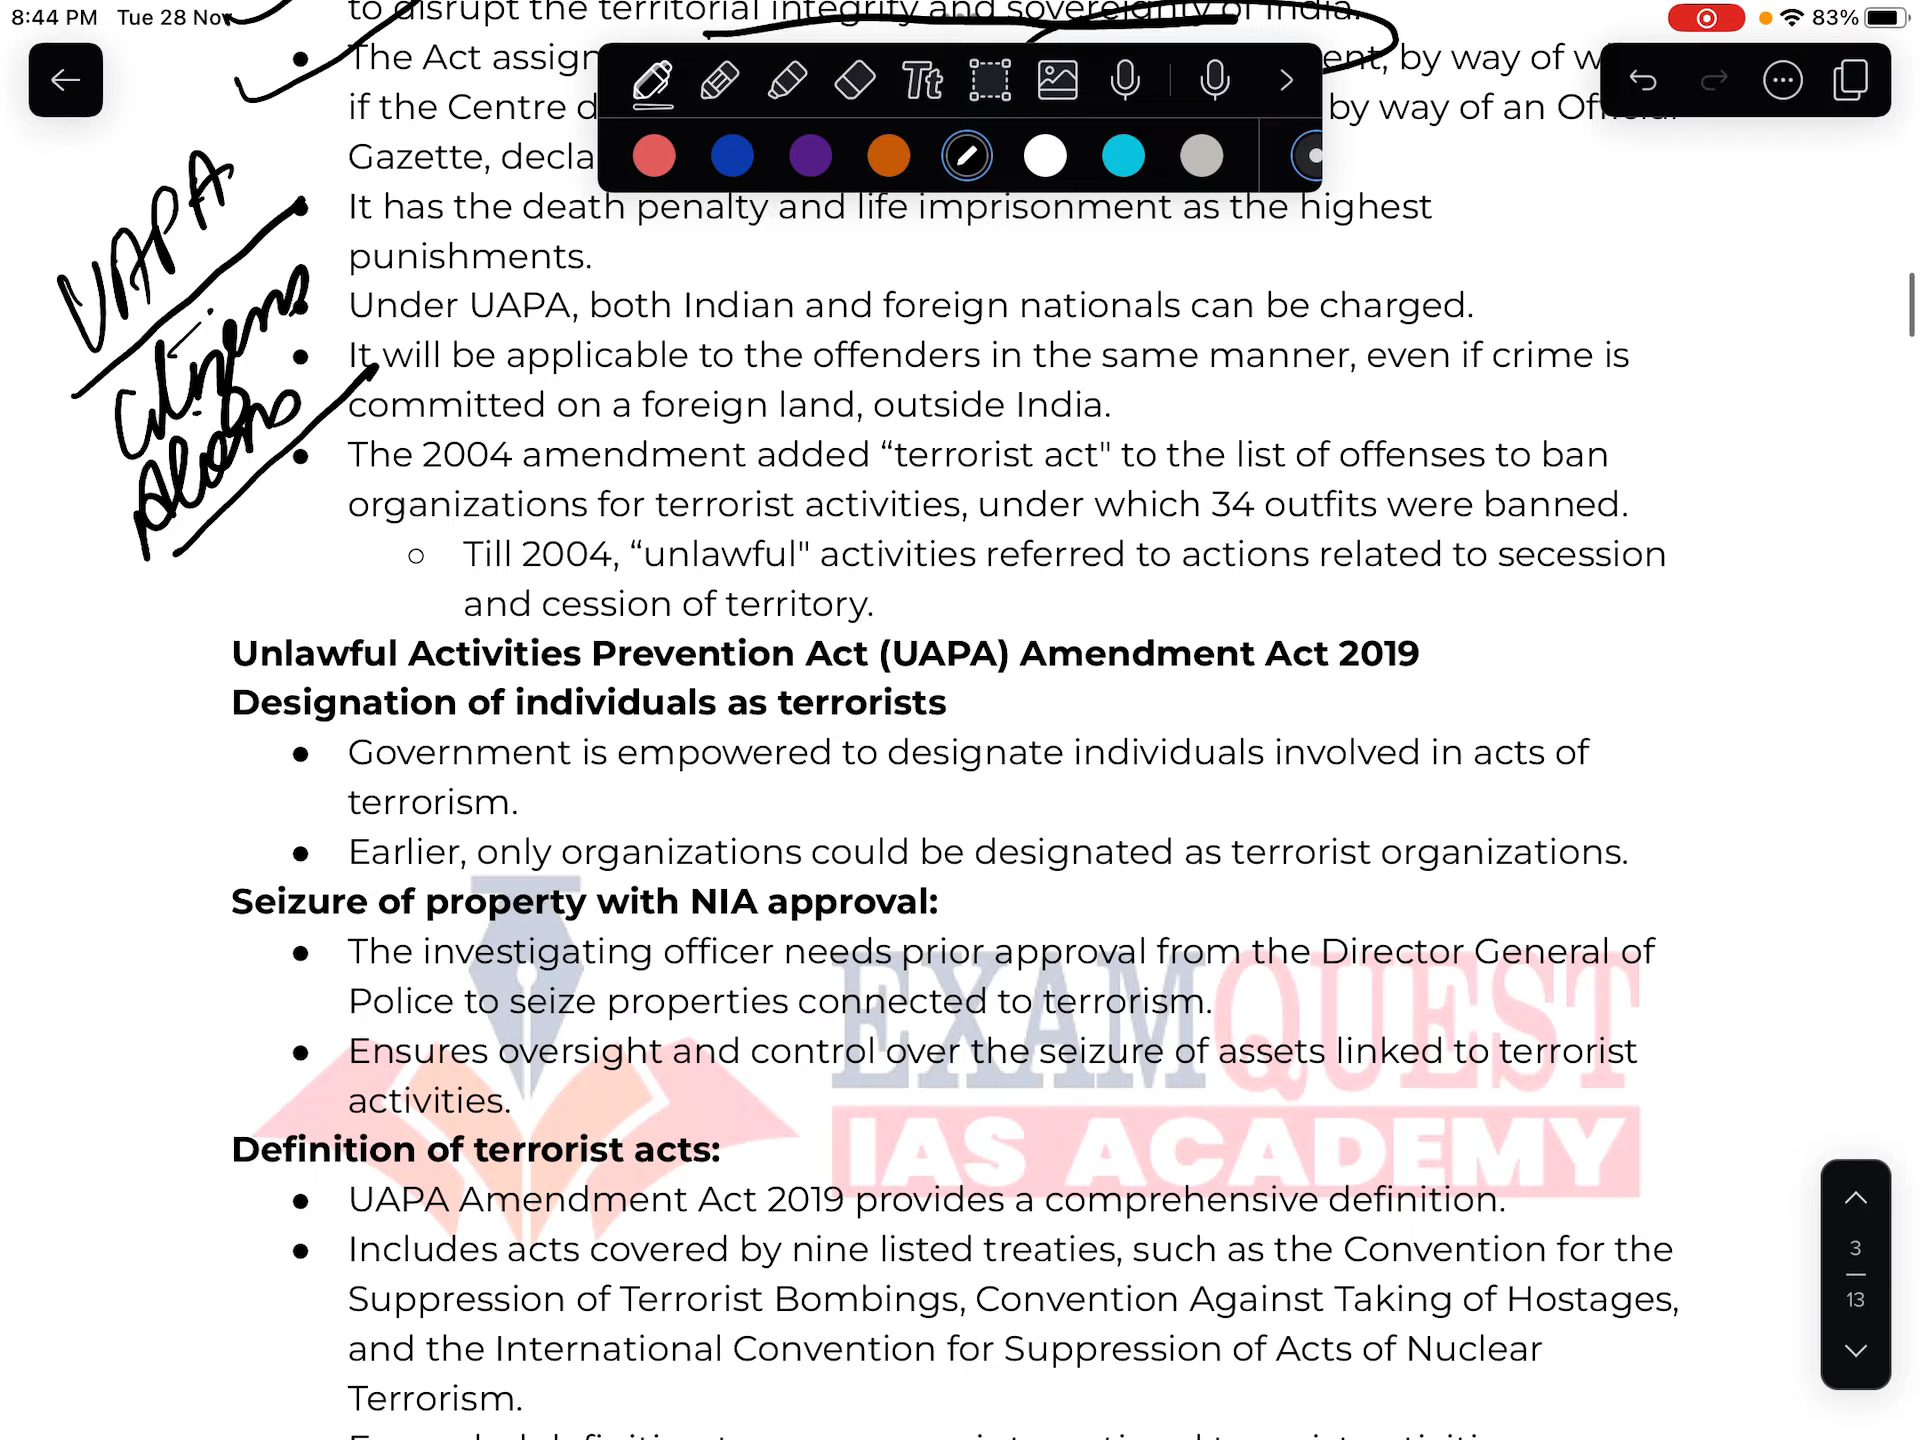 8:44 PM Tue 28 Nov
83%
to disrupt the territorial integrity and sovereignty of India.
The Act assign ent, by way of w
if the Centre d by way of an Official
Gazette, decla
Tt
It has the death penalty and life imprisonment as the highest
punishments.
Under UAPA, both Indian and foreign nationals can be charged.
It will be applicable to the offenders in the same manner, even if crime is
committed on a foreign land, outside India.
The 2004 amendment added “terrorist act" to the list of offenses to ban
organizations for terrorist activities, under which 34 outfits were banned.
Till 2004, “unlawful" activities referred to actions related to secession
and cession of territory.
UAPA
Citizens
Aliens
Unlawful Activities Prevention Act (UAPA) Amendment Act 2019
Designation of individuals as terrorists
Government is empowered to designate individuals involved in acts of
terrorism.
Earlier, only organizations could be designated as terrorist organizations.
Seizure of property with NIA approval:
The investigating officer needs prior approval from the Director General of
Police to seize properties connected to terrorism.
Ensures oversight and control over the seizure of assets linked to terrorist
activities.
EXAMQUEST
IAS ACADEMY
Definition of terrorist acts:
UAPA Amendment Act 2019 provides a comprehensive definition.
Includes acts covered by nine listed treaties, such as the Convention for the
Suppression of Terrorist Bombings, Convention Against Taking of Hostages,
and the International Convention for Suppression of Acts of Nuclear
Terrorism.
3
13